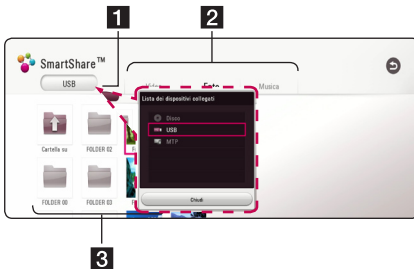 1 2
SmartShare™
USB
Foto Musica
Lista dei dispositivi collegati
Disco
USB
MTP
Cartella su FOLDER 02
FOLDER 00 FOLDER 03
Chiudi
3